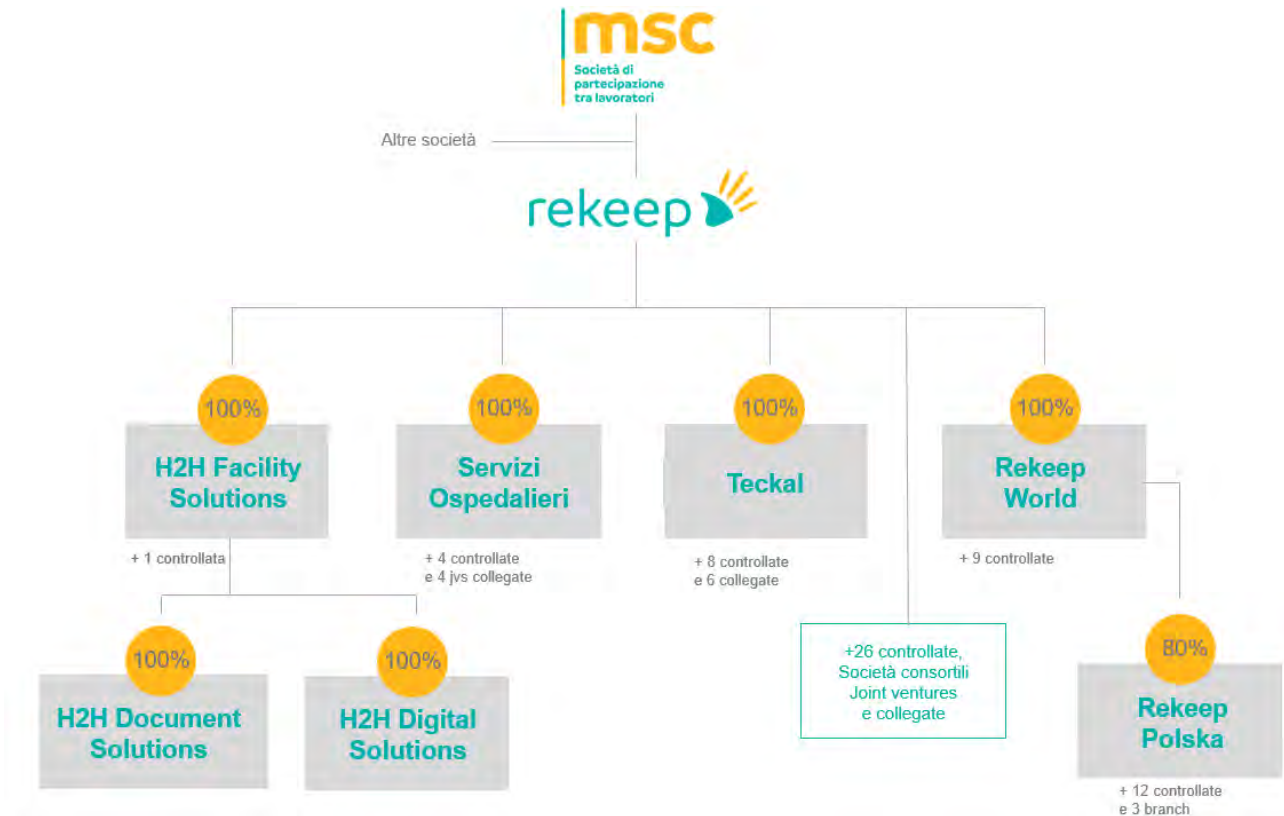 msc
Società di
partecipazione
tra lavoratori
Altre società
rekeep
100%
H2H Facility
Solutions
+ 1 controllata
100%
Servizi
Ospedalieri
+ 4 controllate
e 4 jvs collegate
100%
Teckal
+ 8 controllate
e 6 collegate
100%
Rekeep
World
+ 9 controllate
100%
H2H Document
Solutions
100%
H2H Digital
Solutions
+26 controllate,
Società consortili
Joint ventures
e collegate
80%
Rekeep
Polska
+ 12 controllate
e 3 branch